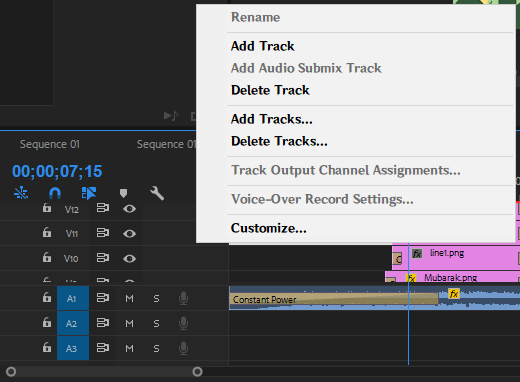 Rename
Add Track
Add Audio Submix Track
Delete Track
Add Tracks...
Delete Tracks...
Track Output Channel Assignments...
Voice-Over Record Settings...
Customize...
Sequence 01
Sequence 01
00;00;07;15
V12
V11
V10
fx line1.png
fx Mubarak.png
A1 M S
Constant Power fx
A2 M S
A3 M S